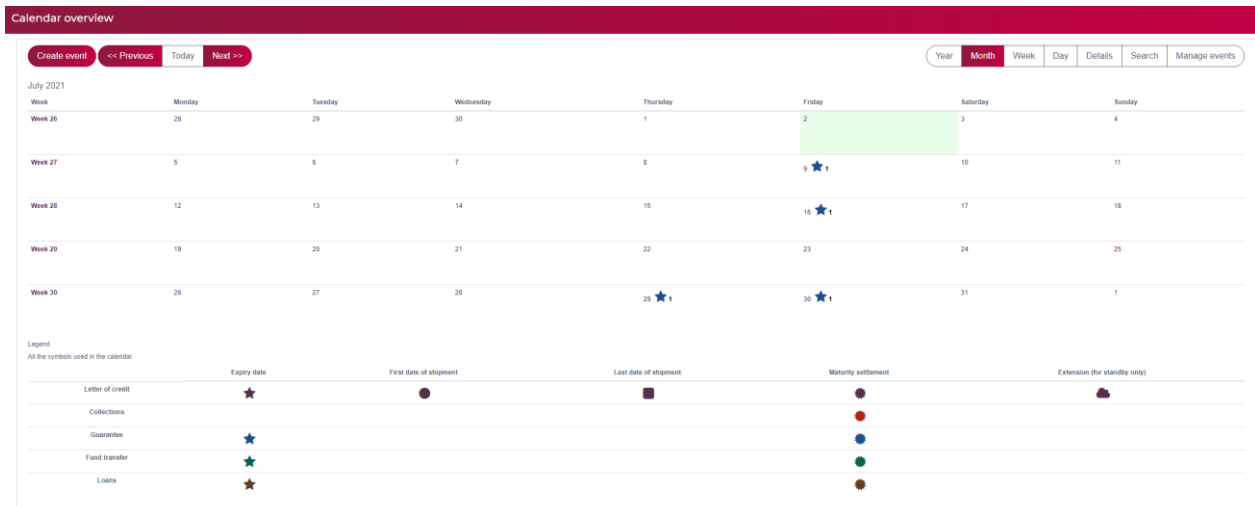 Calendar overview
Create event << Previous Today Next >> Year Month Week Day Details Search Manage events
July 2021
Week Monday Tuesday Wednesday Thursday Friday Saturday Sunday
Week 26 28 29 30 1 2 3 4
Week 27 5 6 7 8 9 1 10 11
Week 28 12 13 14 15 16 1 17 18
Week 29 19 20 21 22 23 24 25
Week 30 26 27 28 29 1 30 1 31 1
Legend
All the symbols used in the calendar.
Expiry date First date of shipment Last date of shipment Maturity settlement Extension (for standby only)
Letter of credit
Collections
Guarantee
Fund transfer
Loans